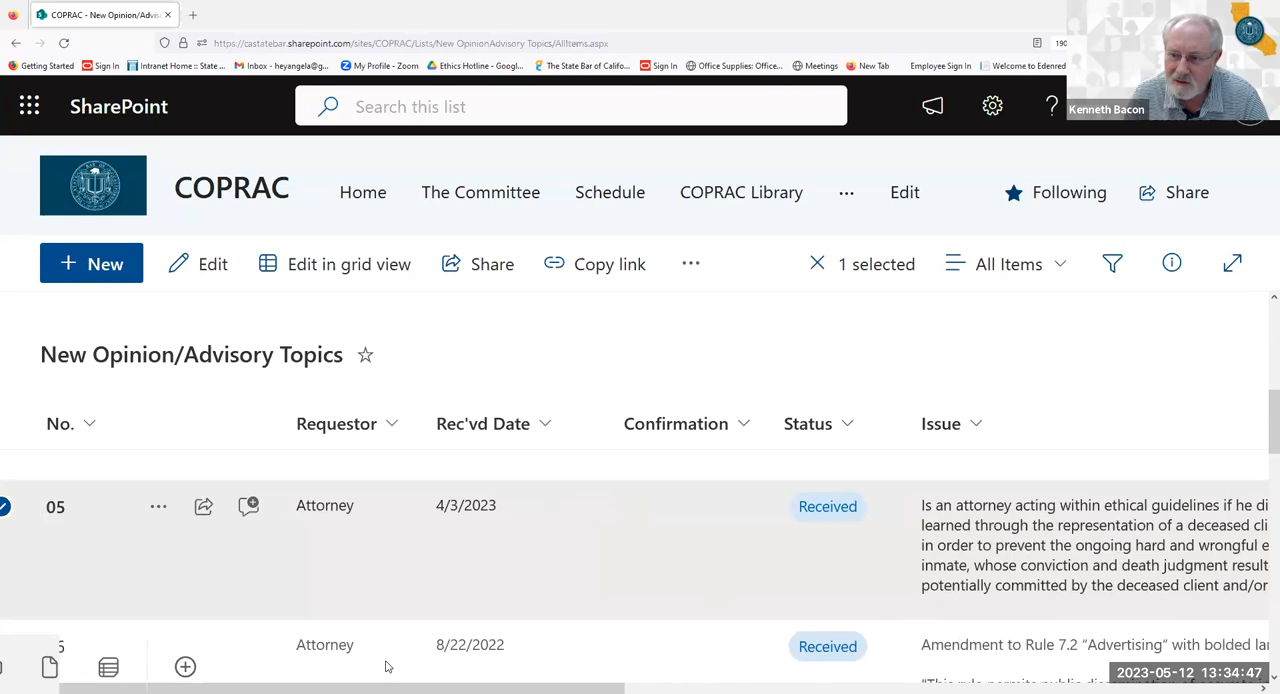 COPRAC - New Opinion/Advis
https://castatebar.sharepoint.com/sites/COPRAC/Lists/New OpinionAdvisory Topics/AllItems.aspx
190
Getting Started Sign In Intranet Home :: State ... Inbox - heyangela@g... My Profile - Zoom Ethics Hotline - Googl... The State Bar of Califo... Sign In Office Supplies: Office... Meetings New Tab Employee Sign In Welcome to Edenred
Kenneth Bacon
SharePoint Search this list ?
COPRAC Home The Committee Schedule COPRAC Library ... Edit Following Share
+ New Edit Edit in grid view Share Copy link ... 1 selected All Items
New Opinion/Advisory Topics
No. Requestor Rec'vd Date Confirmation Status Issue
05 ... Attorney 4/3/2023 Received Is an attorney acting within ethical guidelines if he di
learned through the representation of a deceased cli
in order to prevent the ongoing hard and wrongful e
inmate, whose conviction and death judgment result
potentially committed by the deceased client and/or
Attorney 8/22/2022 Received Amendment to Rule 7.2 “Advertising” with bolded la
2023-05-12 13:34:47